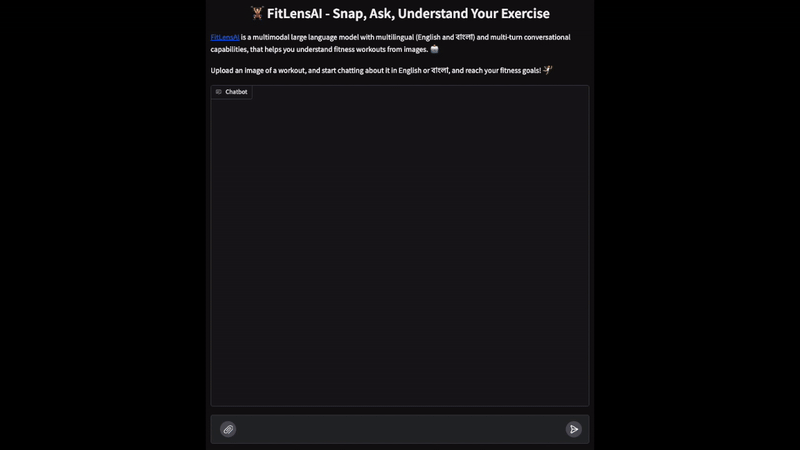 FitLensAI - Snap, Ask, Understand Your Exercise
FitLensAI is a multimodal large language model with multilingual (English and বাংলা) and multi-turn conversational
capabilities, that helps you understand fitness workouts from images.
Upload an image of a workout, and start chatting about it in English or বাংলা, and reach your fitness goals!
Chatbot